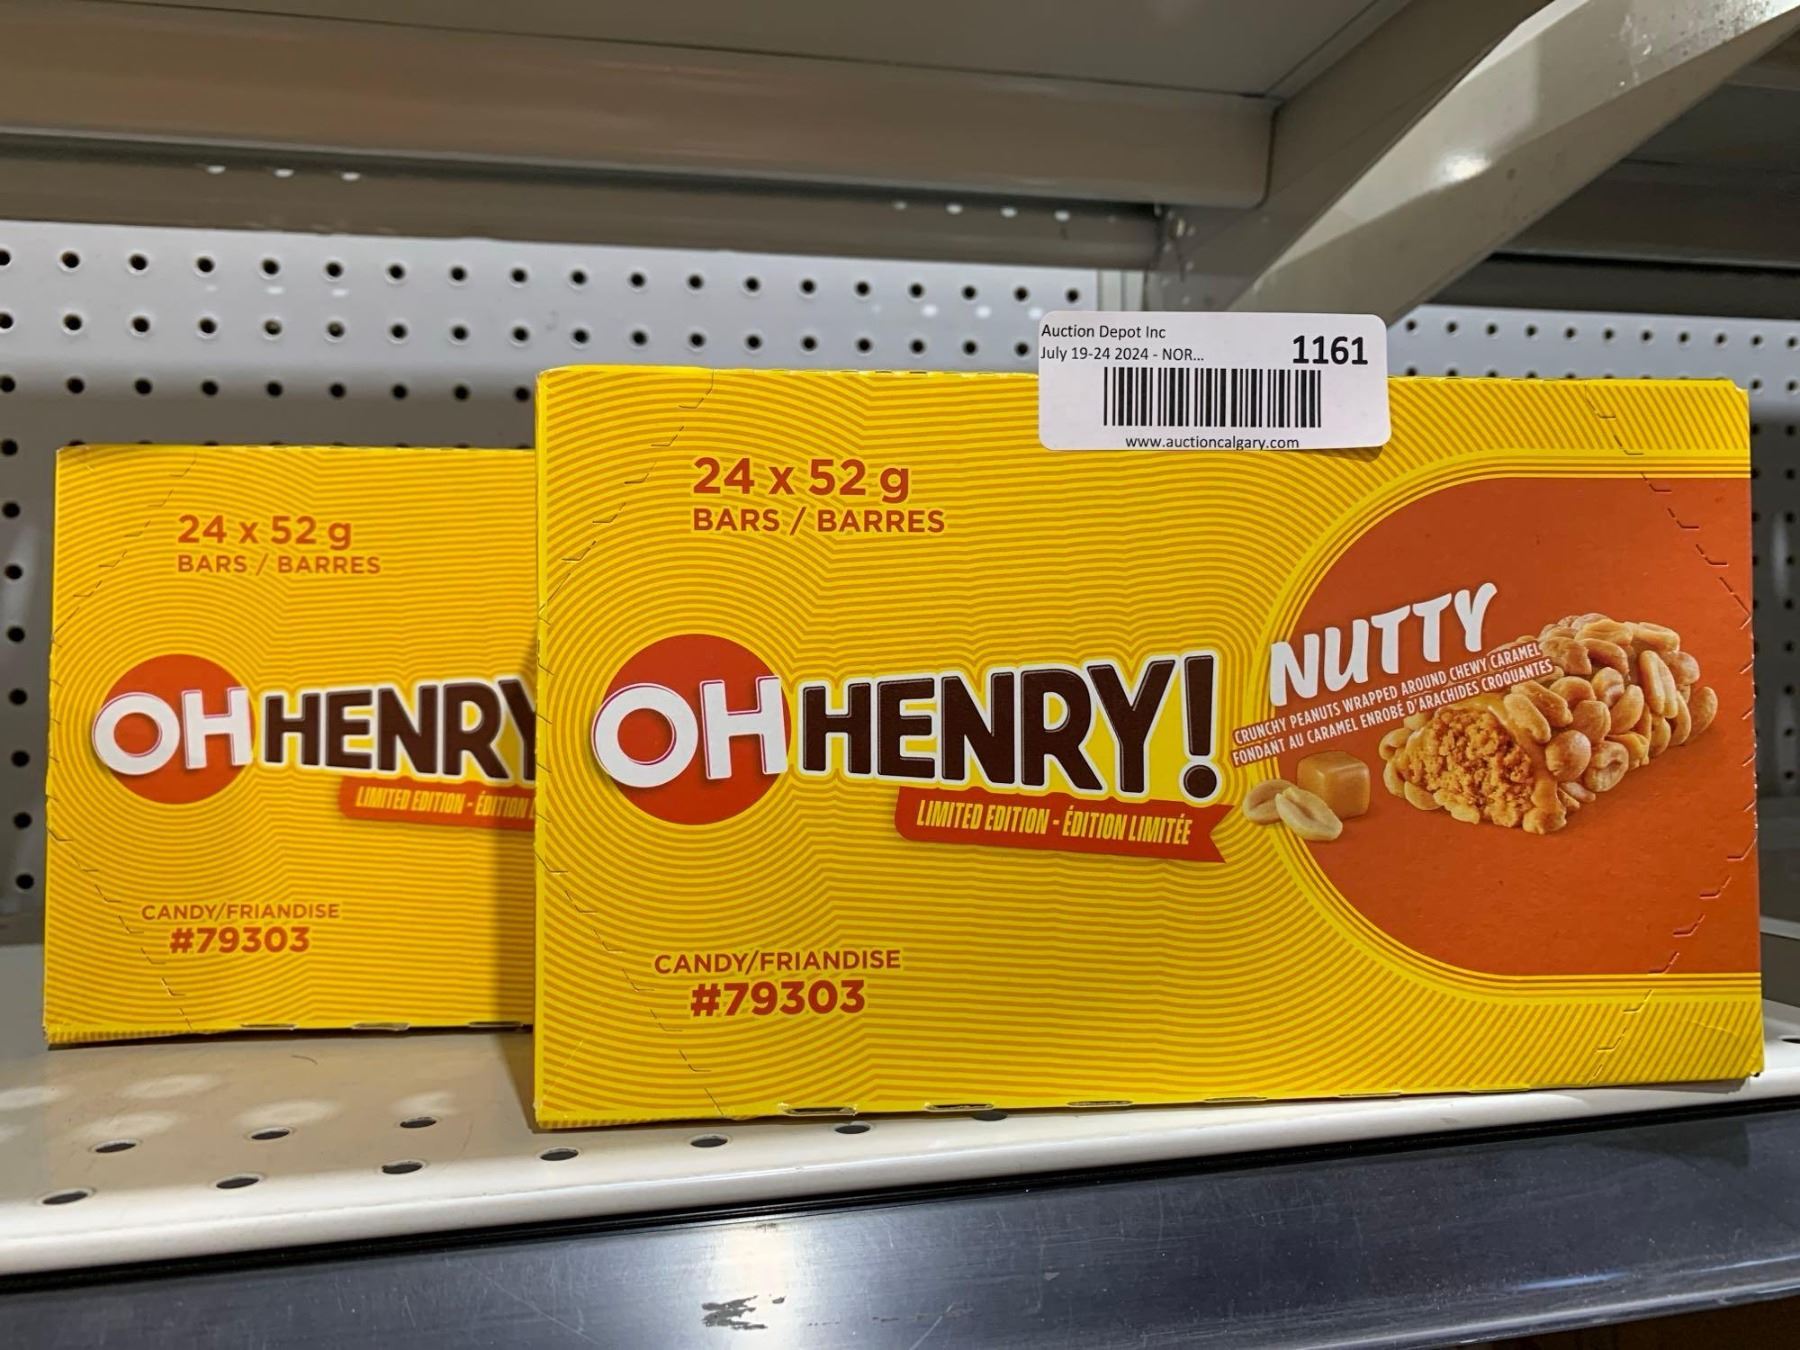 Auction Depot Inc
July 19-24 2024 - NOR...
1161
www.auctioncalgary.com
24 x 52 g
BARS / BARRES
OH HENRY
LIMITED EDITION - ÉDITION
CANDY/FRIANDISE
#79303
24 x 52 g
BARS / BARRES
OH HENRY!
LIMITED EDITION - ÉDITION LIMITÉE
NUTTY
CRUNCHY PEANUTS WRAPPED AROUND CHEWY CARAMEL
FONDANT AU CARAMEL ENROBÉ D'ARACHIDES CROQUANTES
CANDY/FRIANDISE
#79303